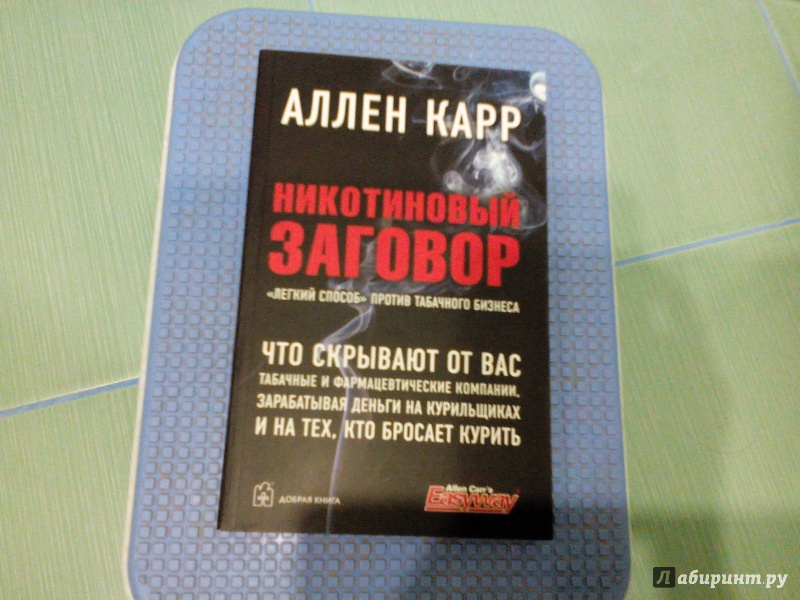 АЛЛЕН КАРР
НИКОТИНОВЫЙ
ЗАГОВОР
«ЛЕГКИЙ СПОСОБ» ПРОТИВ ТАБАЧНОГО БИЗНЕСА
ЧТО СКРЫВАЮТ ОТ ВАС
ТАБАЧНЫЕ И ФАРМАЦЕВТИЧЕСКИЕ КОМПАНИИ,
ЗАРАБАТЫВАЯ ДЕНЬГИ НА КУРИЛЬЩИКАХ
И НА ТЕХ, КТО БРОСАЕТ КУРИТЬ
ДОБРАЯ КНИГА
Allen Carr's
EASYWAY
Лабиринт.ру